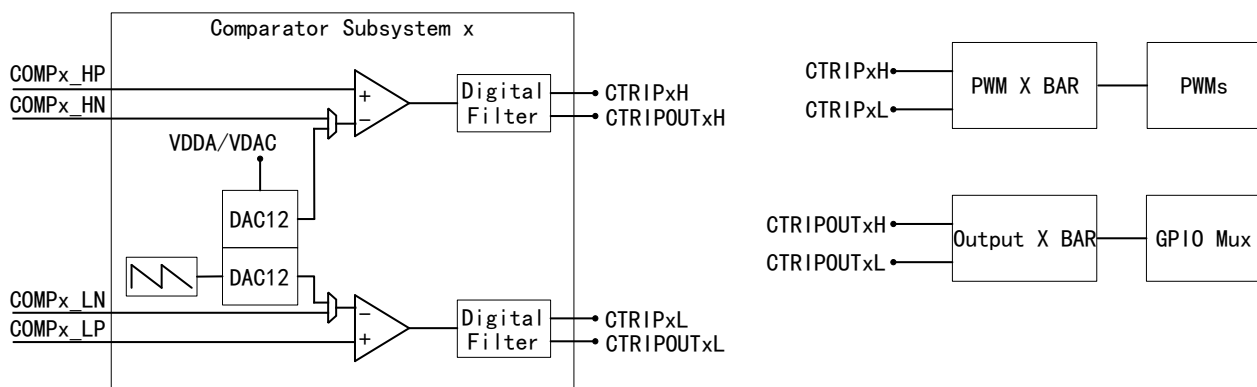 Comparator Subsystem x
COMPx_HP
COMPx_HN
VDDA/VDAC
DAC12
DAC12
COMPx_LN
COMPx_LP
+
−
−
+
Digital
Filter
Digital
Filter
CTRIPxH
CTRIPOUTxH
CTRIPxL
CTRIPOUTxL
CTRIPxH
CTRIPxL
PWM X BAR
PWMs
CTRIPOUTxH
CTRIPOUTxL
Output X BAR
GPIO Mux